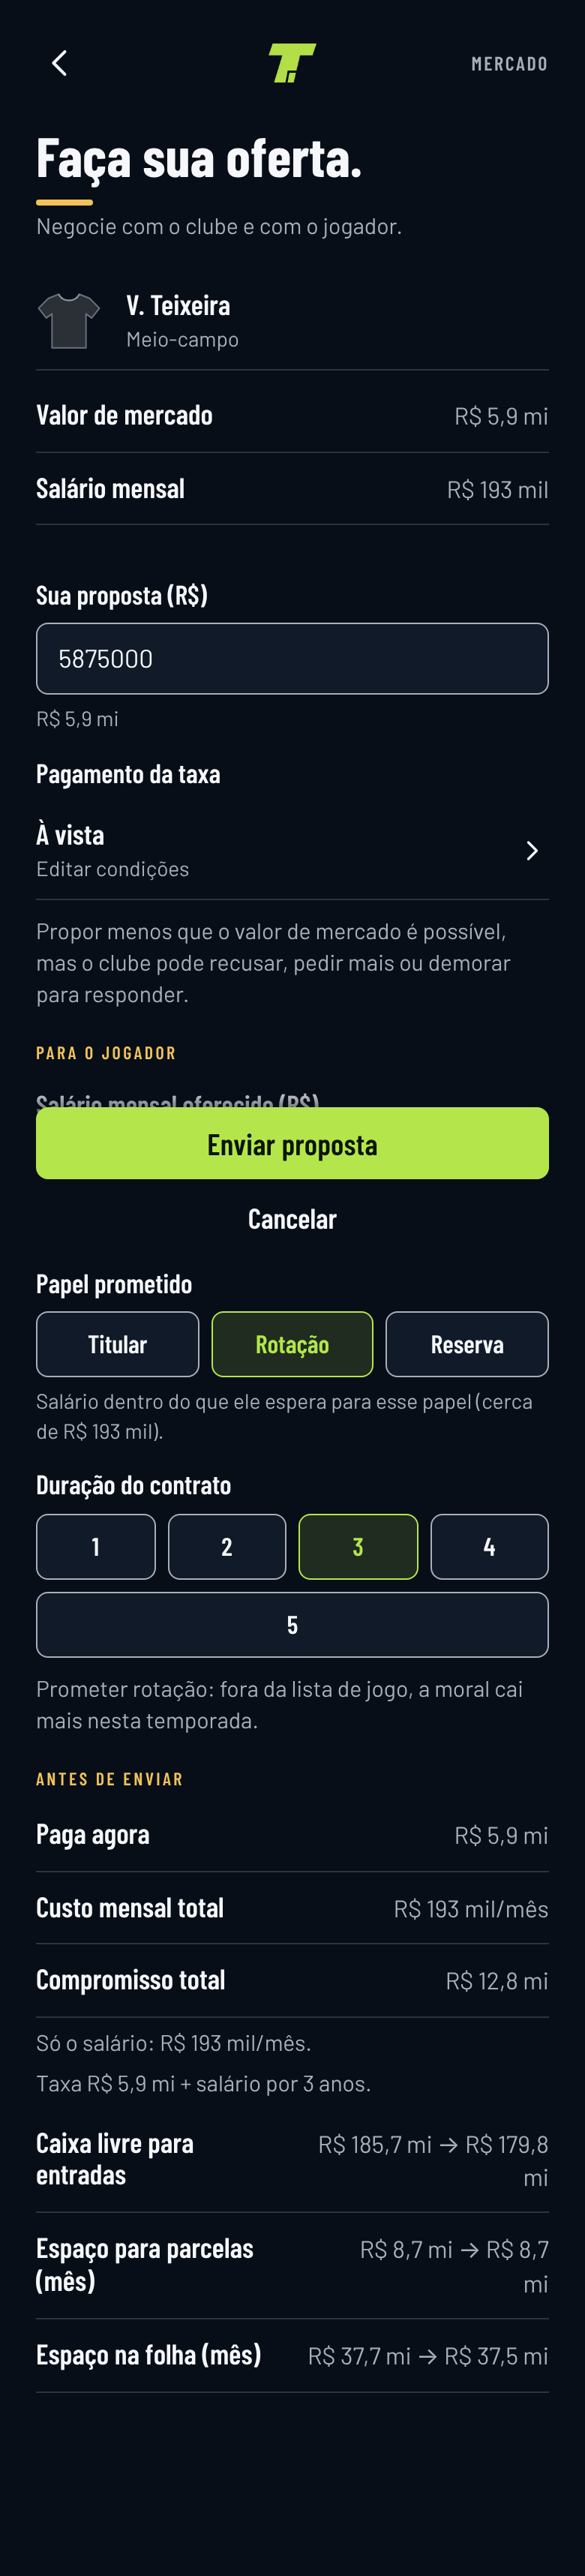 MERCADO
Faça sua oferta.
Negocie com o clube e com o jogador.
V. Teixeira
Meio-campo
Valor de mercado R$ 5,9 mi
Salário mensal R$ 193 mil
Sua proposta (R$)
5875000
R$ 5,9 mi
Pagamento da taxa
À vista
Editar condições
Propor menos que o valor de mercado é possível,
mas o clube pode recusar, pedir mais ou demorar
para responder.
PARA O JOGADOR
Salário mensal oferecido (R$)
Enviar proposta
Cancelar
Papel prometido
Titular Rotação Reserva
Salário dentro do que ele espera para esse papel (cerca
de R$ 193 mil).
Duração do contrato
1 2 3 4
5
Prometer rotação: fora da lista de jogo, a moral cai
mais nesta temporada.
ANTES DE ENVIAR
Paga agora R$ 5,9 mi
Custo mensal total R$ 193 mil/mês
Compromisso total R$ 12,8 mi
Só o salário: R$ 193 mil/mês.
Taxa R$ 5,9 mi + salário por 3 anos.
Caixa livre para R$ 185,7 mi → R$ 179,8
entradas mi
Espaço para parcelas R$ 8,7 mi → R$ 8,7
(mês) mi
Espaço na folha (mês) R$ 37,7 mi → R$ 37,5 mi